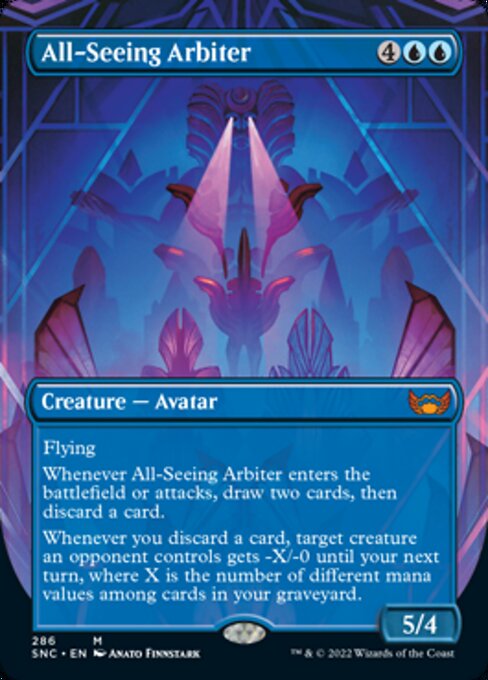 All-Seeing Arbiter 4
Creature — Avatar
Flying
Whenever All-Seeing Arbiter enters the
battlefield or attacks, draw two cards, then
discard a card.
Whenever you discard a card, target creature
an opponent controls gets -X/-0 until your next
turn, where X is the number of different mana
values among cards in your graveyard.
5/4
286 M
SNC • EN Anato Finnstark
™ & © 2022 Wizards of the Coast